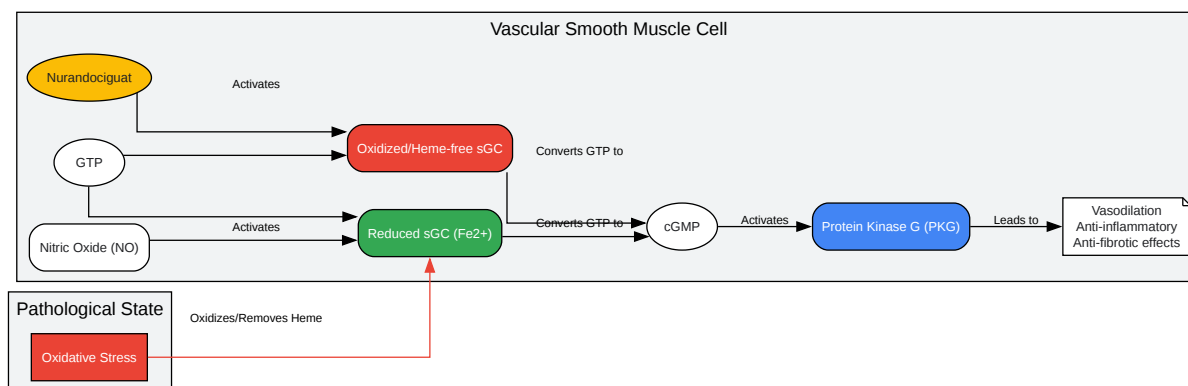 Vascular Smooth Muscle Cell
Nurandociguat
Activates
Oxidized/Heme-free sGC
Converts GTP to
GTP
Activates
Reduced sGC (Fe2+)
Converts GTP to
cGMP
Activates
Protein Kinase G (PKG)
Leads to
Vasodilation
Anti-inflammatory
Anti-fibrotic effects
Nitric Oxide (NO)
Pathological State
Oxidizes/Removes Heme
Oxidative Stress